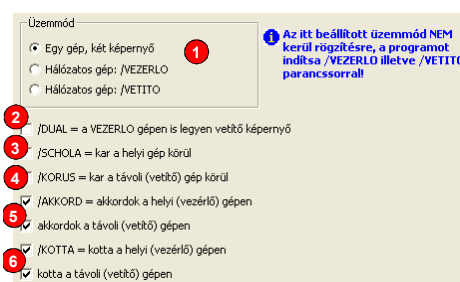 Üzemmód
Egy gép, két képernyő
1
Hálózatos gép: /VEZERLO
Hálózatos gép: /VETITO
Az itt beállított üzemmód NEM
kerül rögzítésre, a programot
indítsa /VEZERLO illetve /VETITO
parancssorral!
2
/DUAL = a VEZERLO gépen is legyen vetítő képernyő
3
/SCHOLA = kar a helyi gép körül
4
/KORUS = kar a távoli (vetítő) gép körül
/AKKORD = akkordok a helyi (vezérlő) gépen
5
akkordok a távoli (vetítő) gépen
/KOTTA = kotta a helyi (vezérlő) gépen
6
kotta a távoli (vetítő) gépen